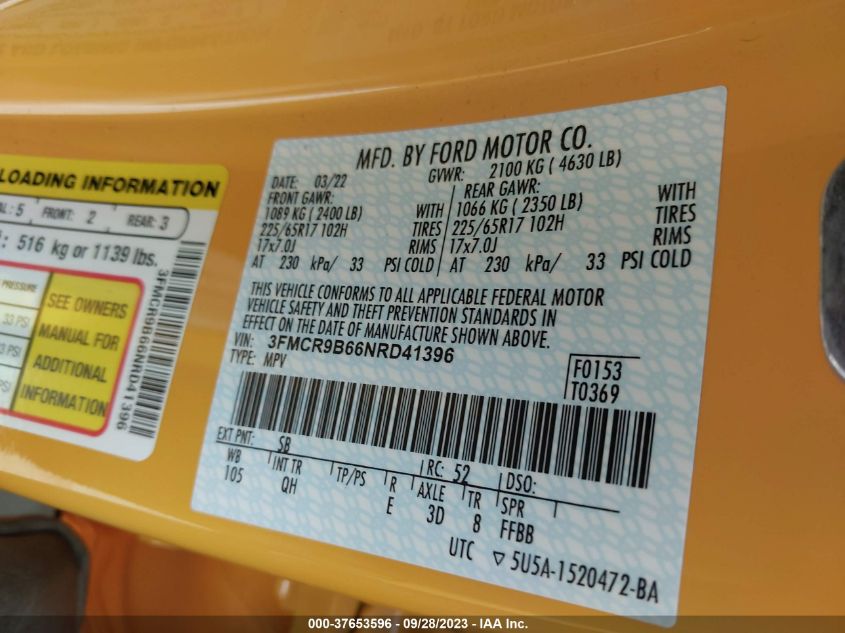 LOADING INFORMATION
5 FRONT: 2 REAR: 3
516 kg or 1139 lbs.
PRESSURE
33 PSI
SEE OWNERS
MANUAL FOR
ADDITIONAL
INFORMATION
3FMCR9B66NRD41396
MFD. BY FORD MOTOR CO.
DATE: 03/22 GVWR: 2100 KG ( 4630 LB)
FRONT GAWR: REAR GAWR:
1089 KG ( 2400 LB) WITH 1066 KG ( 2350 LB) WITH
225/65R17 102H TIRES 225/65R17 102H TIRES
17x7.0J RIMS 17x7.0J RIMS
AT 230 kPa/ 33 PSI COLD AT 230 kPa/ 33 PSI COLD
THIS VEHICLE CONFORMS TO ALL APPLICABLE FEDERAL MOTOR
VEHICLE SAFETY AND THEFT PREVENTION STANDARDS IN
EFFECT ON THE DATE OF MANUFACTURE SHOWN ABOVE.
VIN: 3FMCR9B66NRD41396
TYPE: MPV
F0153
T0369
EXT PNT: SB RC: 52 DSO:
WB INT TR TP/PS R AXLE TR SPR
105 QH E 3D 8 FFBB
UTC ▽ 5U5A-1520472-BA
000-37653596 - 09/28/2023 - IAA Inc.